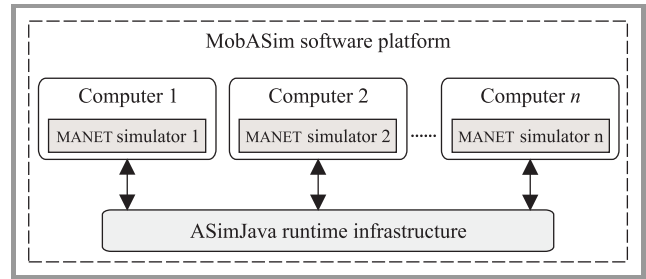 MobASim software platform
Computer 1
MANET simulator 1
Computer 2
MANET simulator 2
......
Computer n
MANET simulator n
ASimJava runtime infrastructure